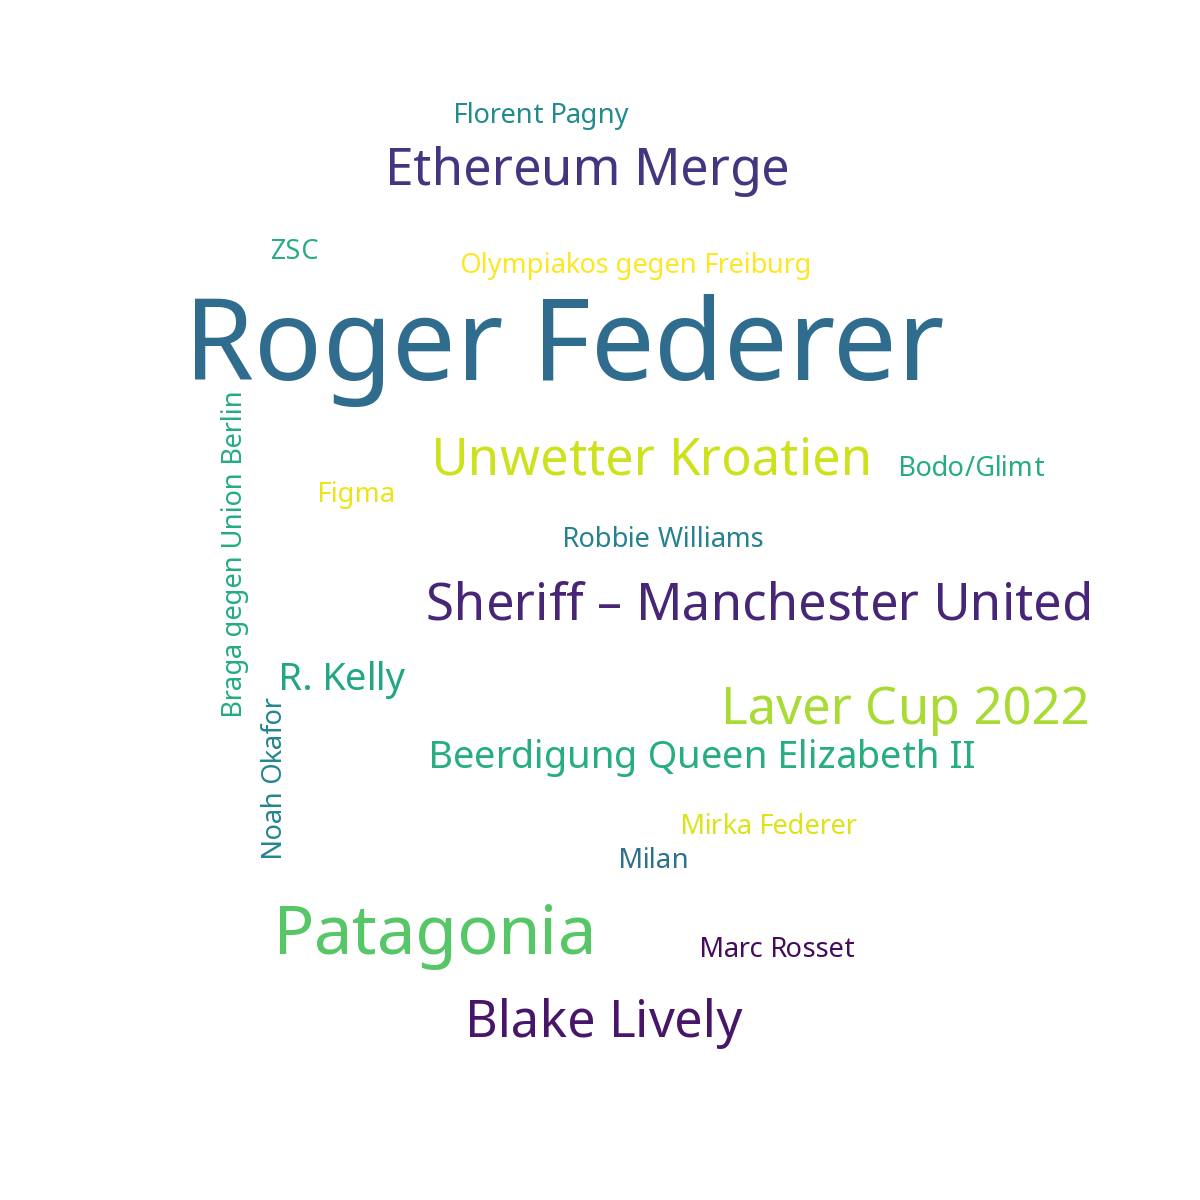 Florent Pagny
Ethereum Merge
ZSC
Olympiakos gegen Freiburg
Roger Federer
Braga gegen Union Berlin
Unwetter Kroatien
Bodo/Glimt
Figma
Robbie Williams
Sheriff – Manchester United
R. Kelly
Laver Cup 2022
Noah Okafor
Beerdigung Queen Elizabeth II
Mirka Federer
Milan
Patagonia
Marc Rosset
Blake Lively